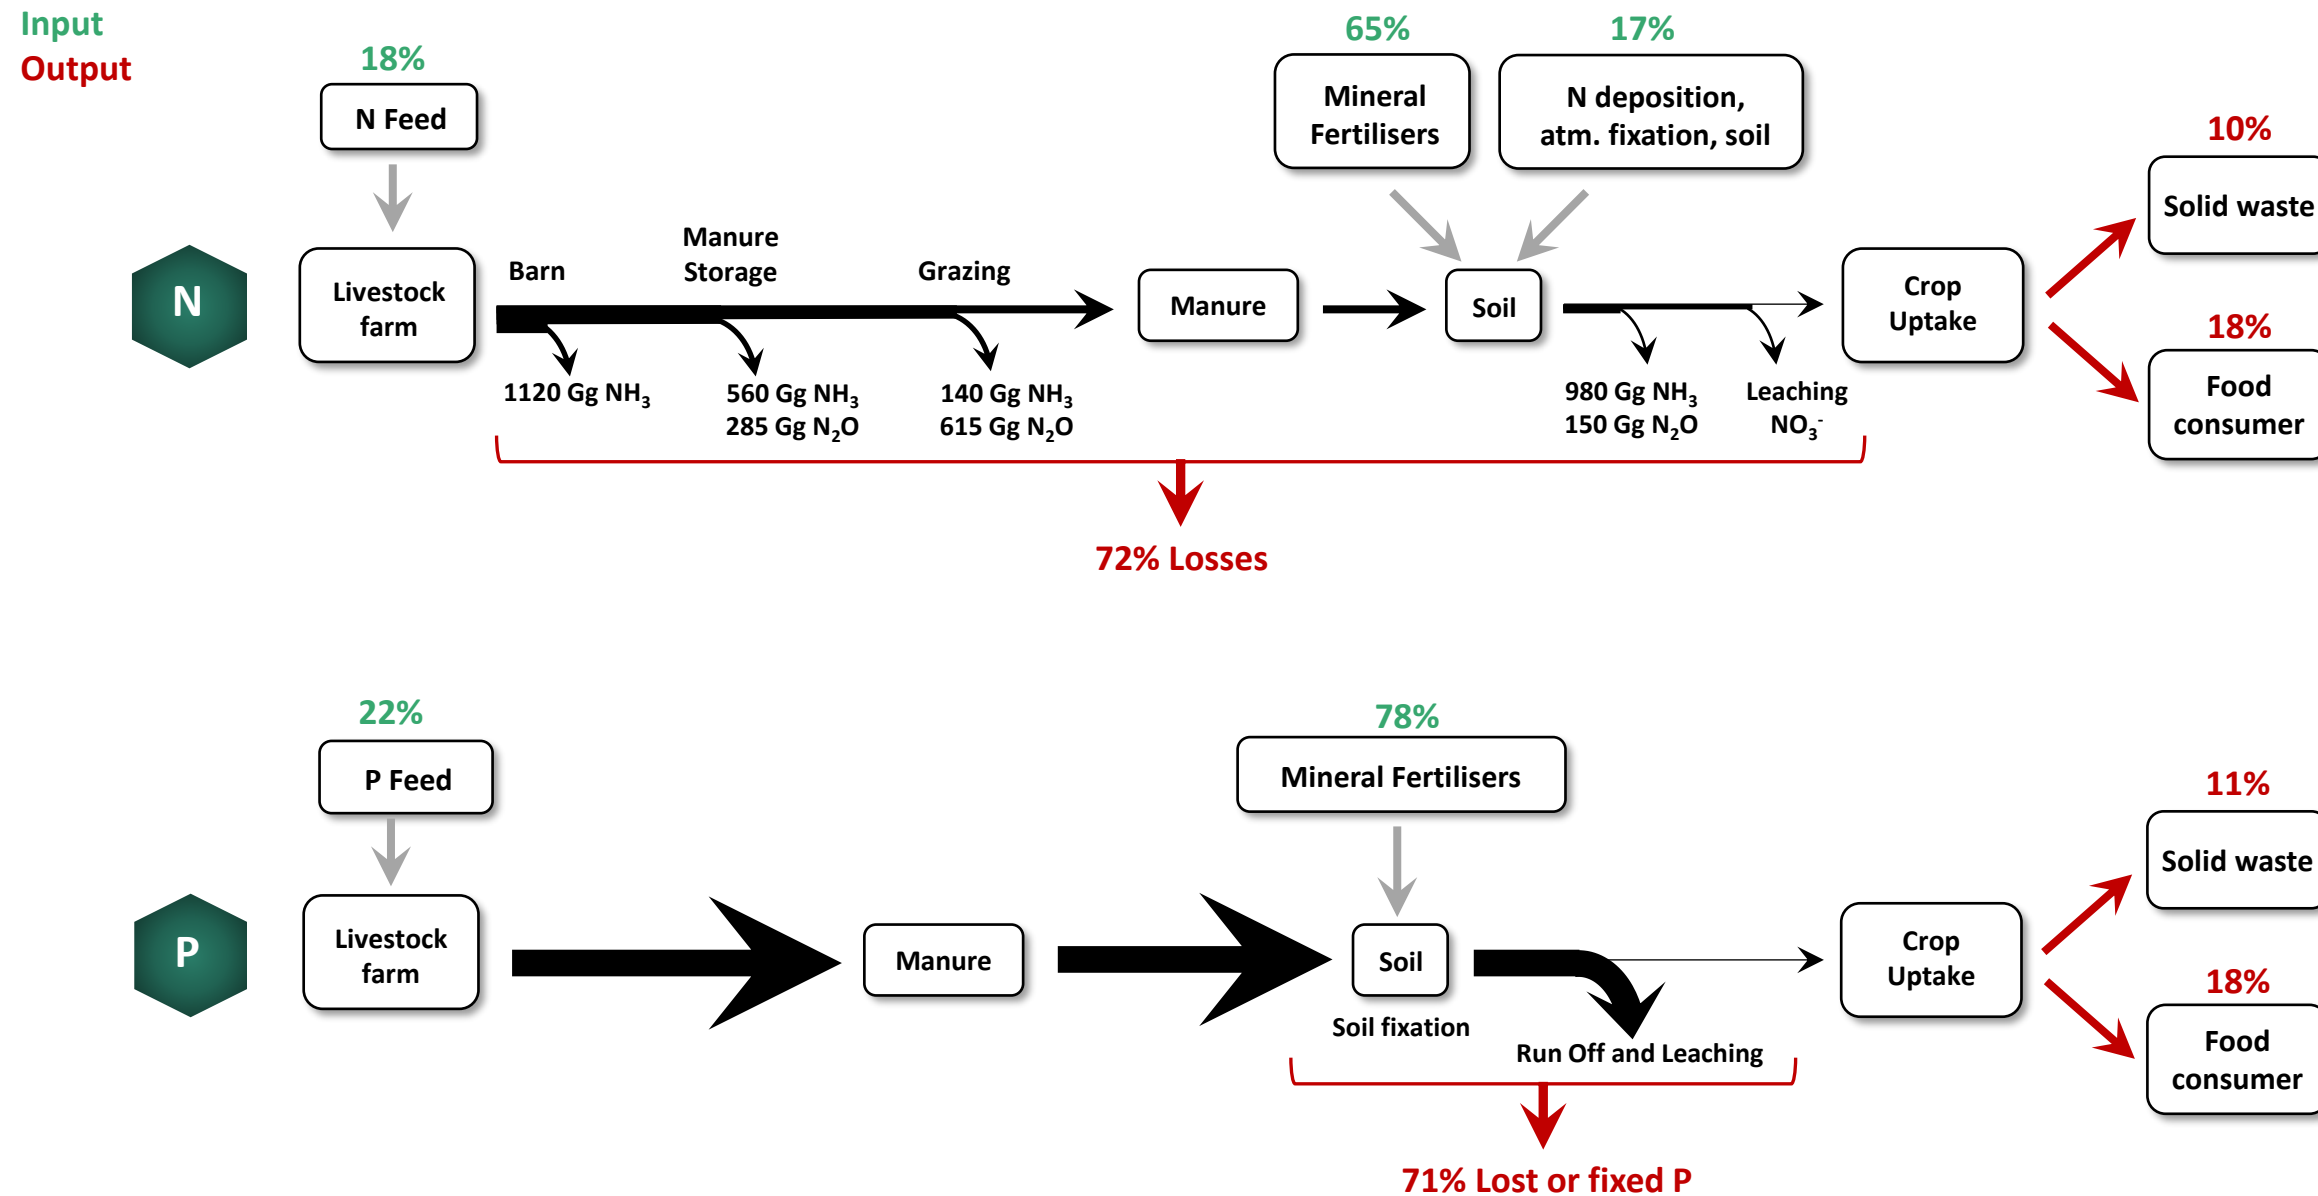 Input
Output
18%
N Feed
65%
Mineral
Fertilisers
17%
N deposition,
atm. fixation, soil
N
Livestock
farm
Barn
Manure
Storage
Grazing
1120 Gg NH₃
560 Gg NH₃
285 Gg N₂O
140 Gg NH₃
615 Gg N₂O
Manure
Soil
980 Gg NH₃
150 Gg N₂O
Leaching
NO₃⁻
Crop
Uptake
10%
Solid waste
18%
Food
consumer
72% Losses
22%
P Feed
78%
Mineral Fertilisers
P
Livestock
farm
Manure
Soil
Soil fixation
Run Off and Leaching
Crop
Uptake
11%
Solid waste
18%
Food
consumer
71% Lost or fixed P